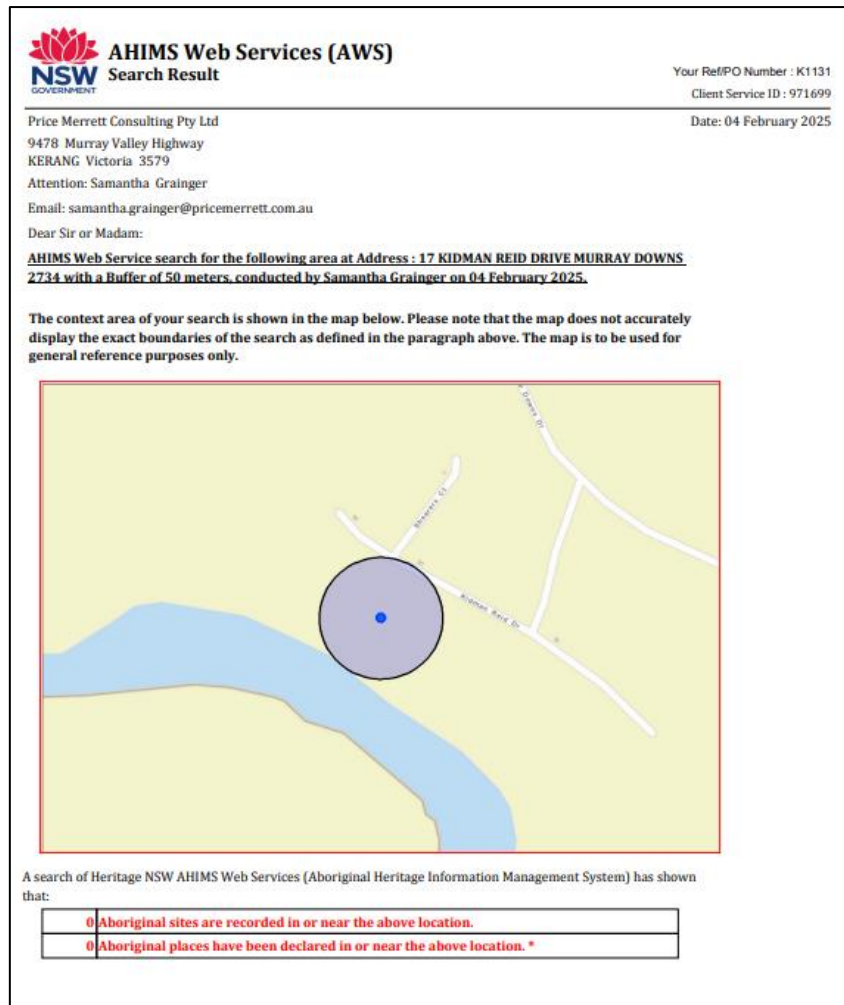 AHIMS Web Services (AWS)
Search Result
NSW
GOVERNMENT
Your Ref/PO Number : K1131
Client Service ID : 971699
Price Merrett Consulting Pty Ltd
Date: 04 February 2025
9478 Murray Valley Highway
KERANG Victoria 3579
Attention: Samantha Grainger
Email: samantha.grainger@pricemerrett.com.au
Dear Sir or Madam:
AHIMS Web Service search for the following area at Address : 17 KIDMAN REID DRIVE MURRAY DOWNS
2734 with a Buffer of 50 meters, conducted by Samantha Grainger on 04 February 2025.
The context area of your search is shown in the map below. Please note that the map does not accurately
display the exact boundaries of the search as defined in the paragraph above. The map is to be used for
general reference purposes only.
Downs Dr
Shearers Ct
Kidman Reid Dr
A search of Heritage NSW AHIMS Web Services (Aboriginal Heritage Information Management System) has shown
that:
0 Aboriginal sites are recorded in or near the above location.
0 Aboriginal places have been declared in or near the above location. *